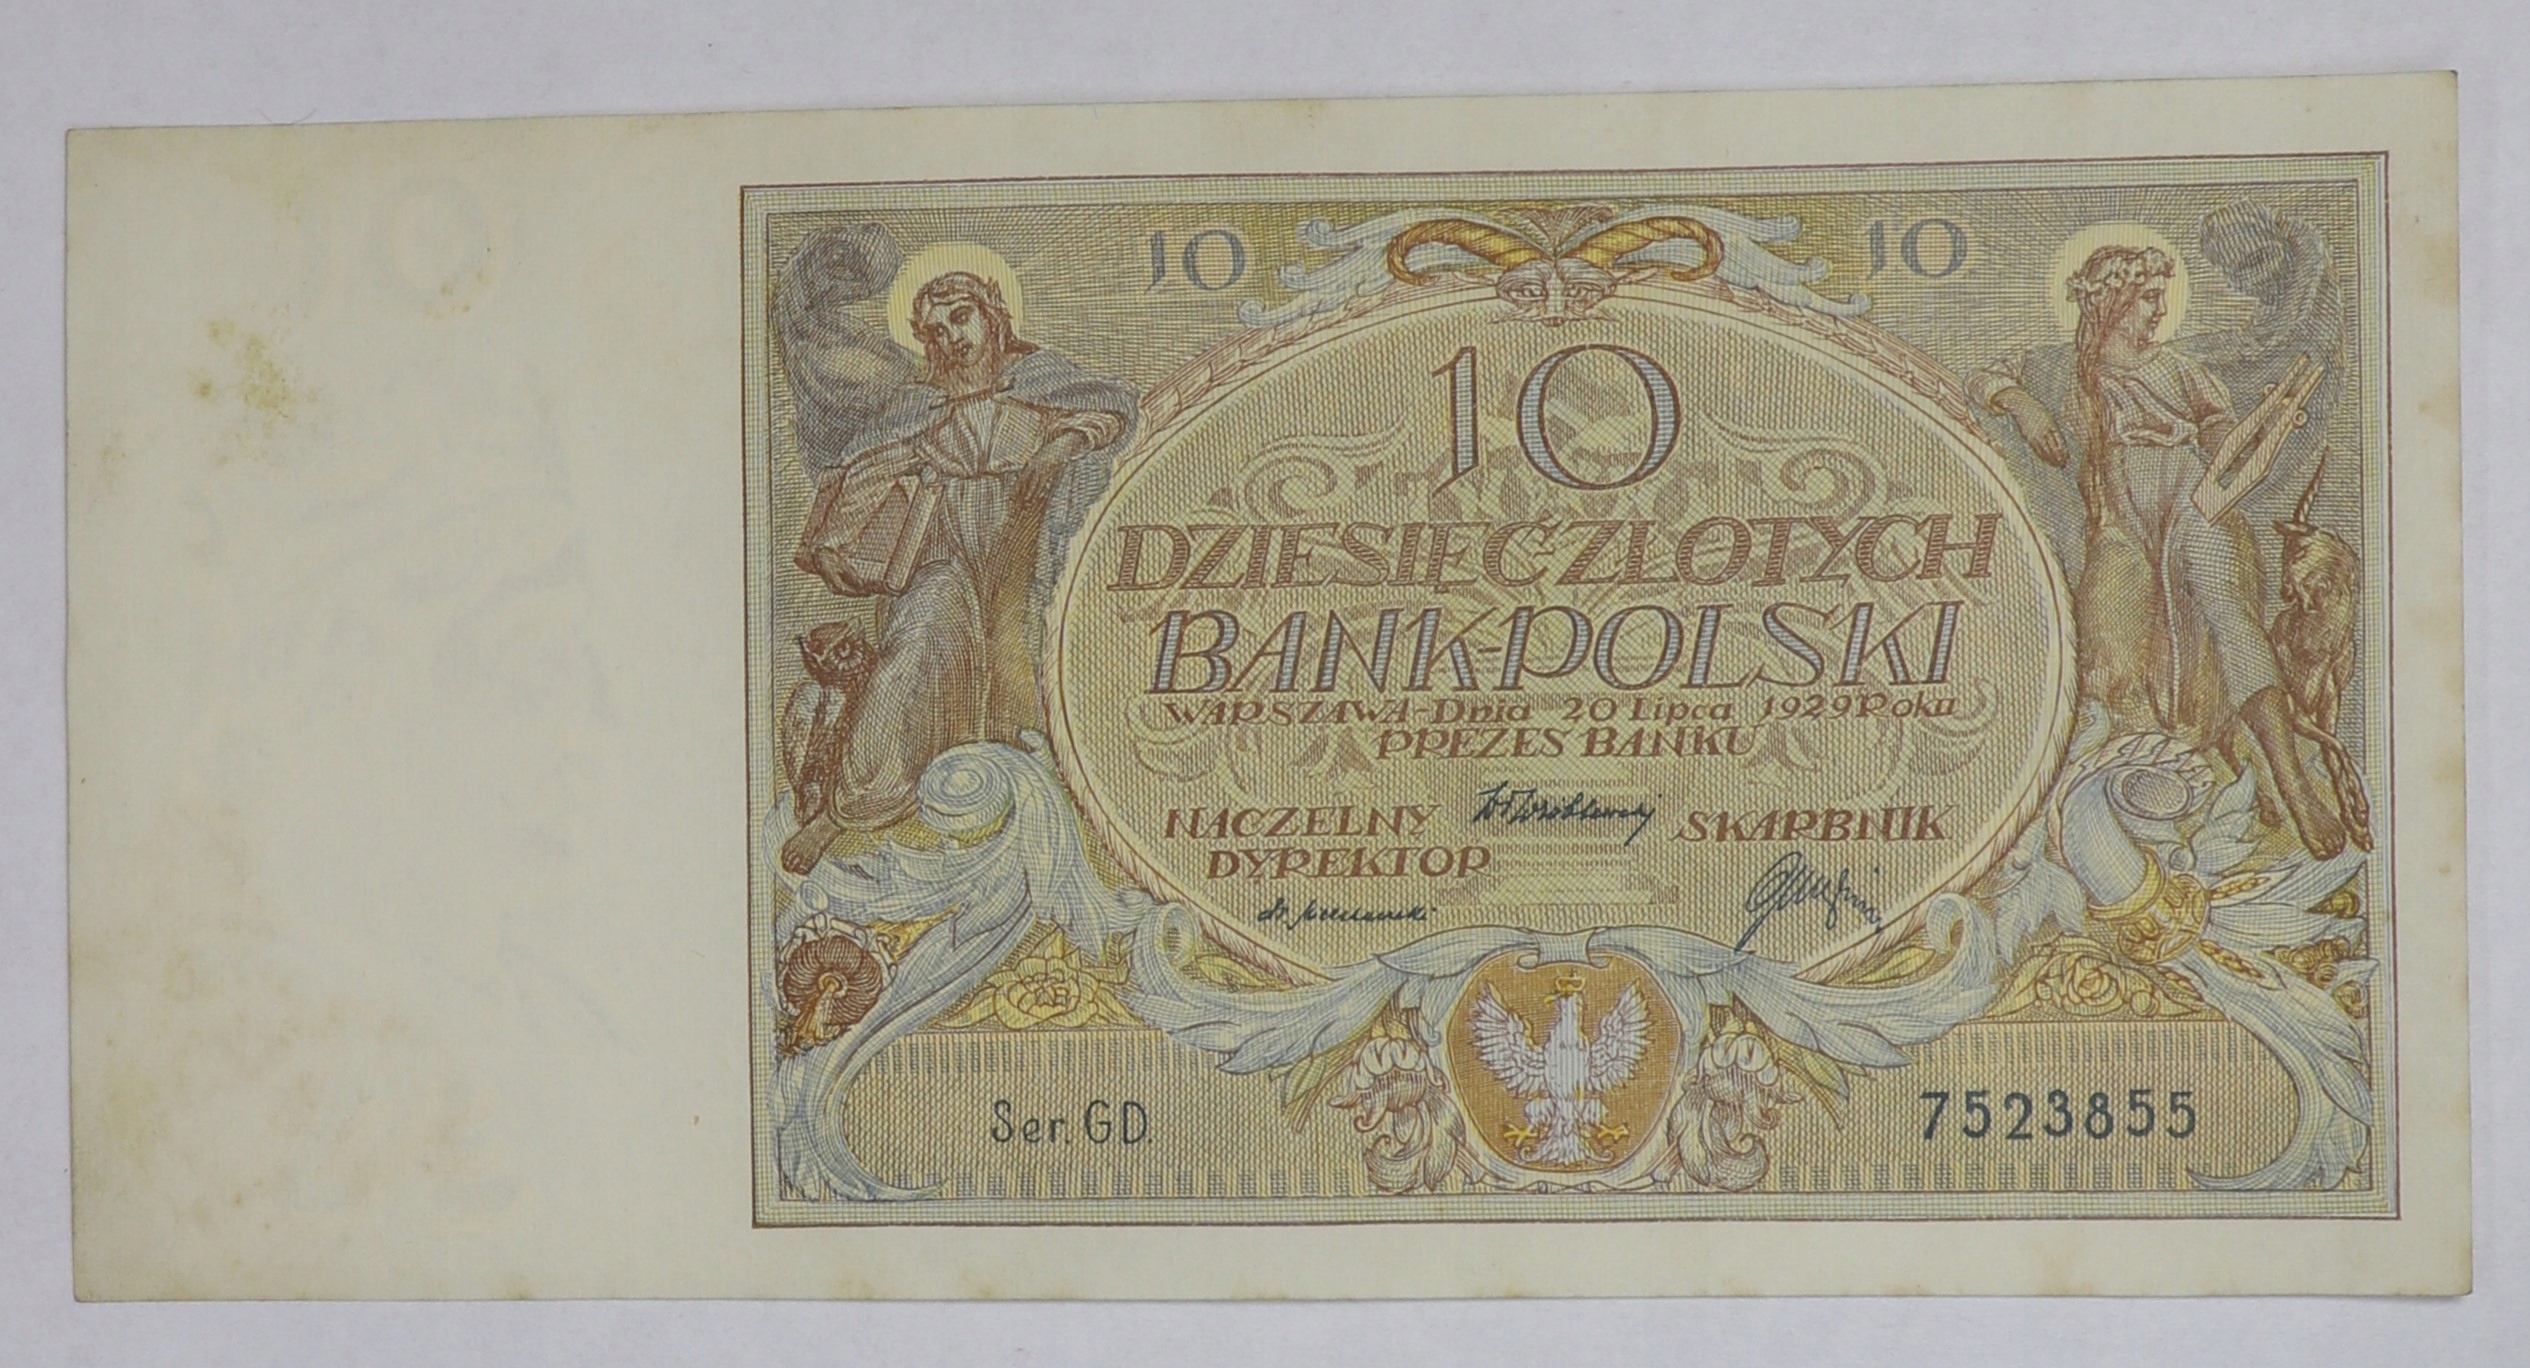 10
10
10
DZIESIĘĆ ZŁOTYCH
BANK-POLSKI
WARSZAWA-Dnia 20 Lipca 1929 Roku
PREZES BANKU
NACZELNY
DYREKTOR
SKARBNIK
Ser. GD.
7523855